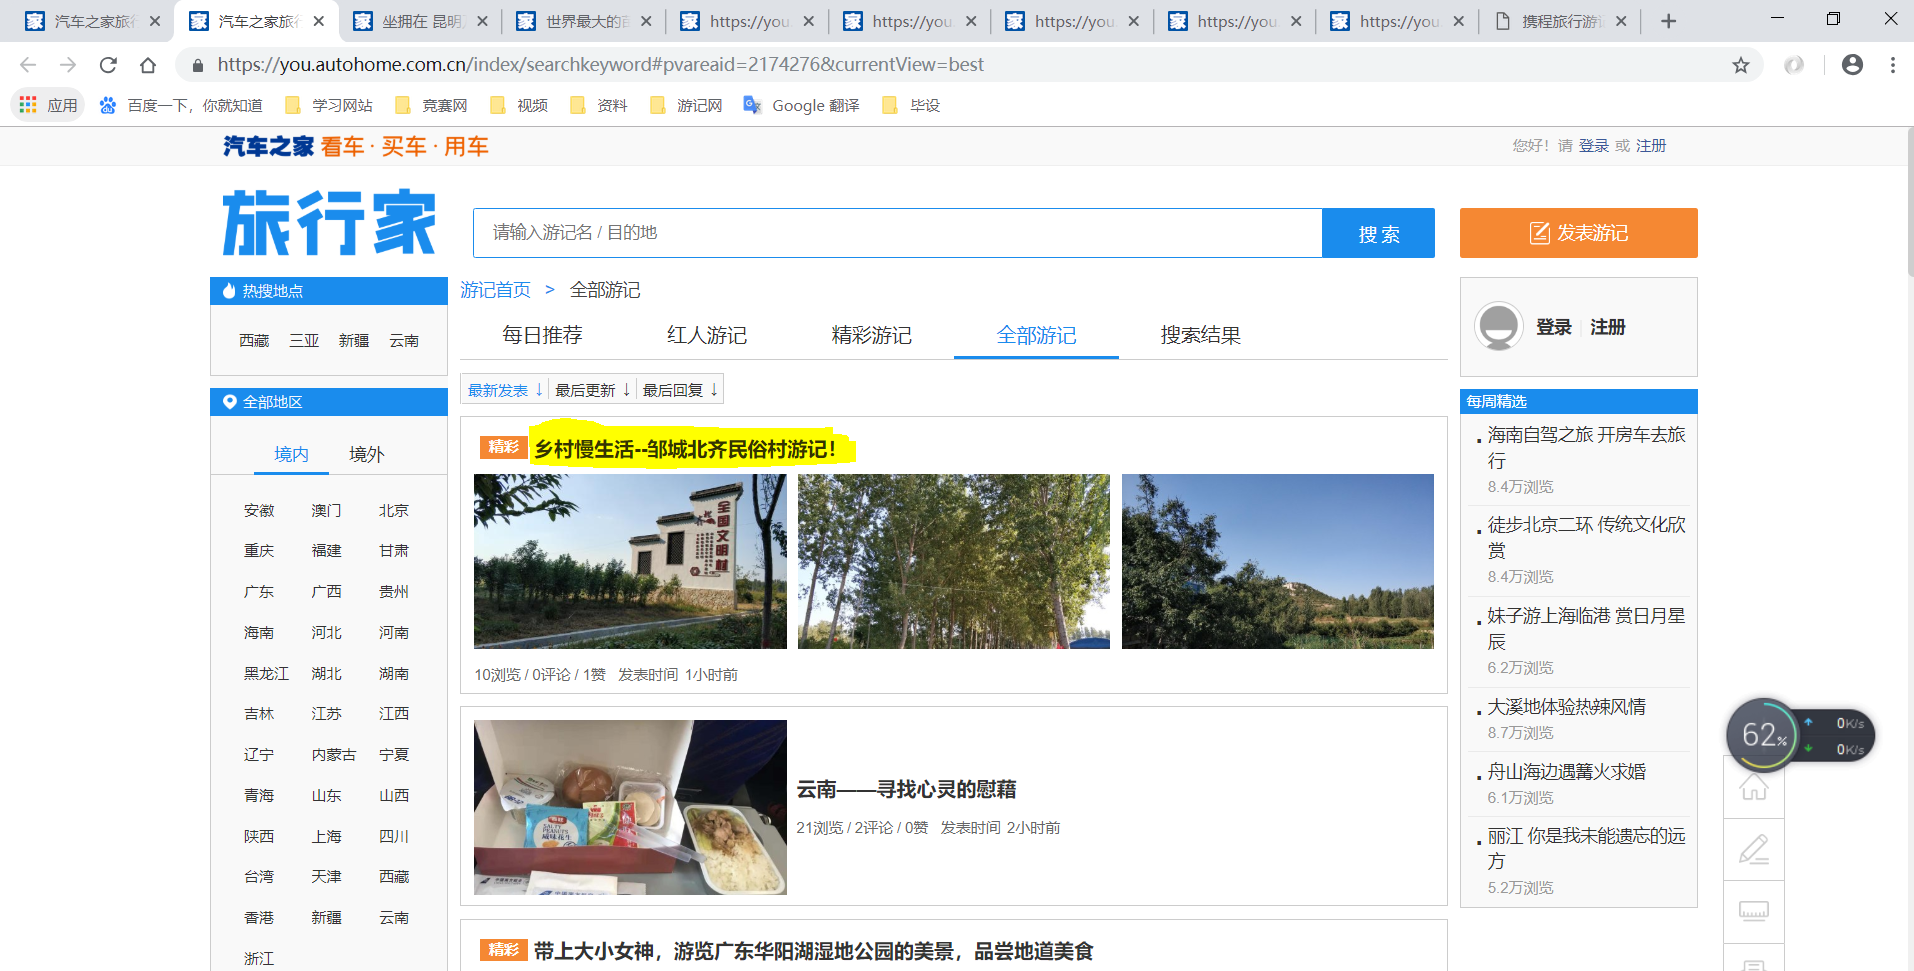 汽车之家旅行
汽车之家旅行
坐拥在 昆明
世界最大的
https://you
https://you
https://you
https://you
https://you
携程旅行游记
https://you.autohome.com.cn/index/searchkeyword#pvareaid=2174276&currentView=best
应用 百度一下，你就知道 学习网站 竞赛网 视频 资料 游记网 Google 翻译 毕设
汽车之家 看车 · 买车 · 用车
您好！请 登录 或 注册
旅行家
请输入游记名 / 目的地
搜 索
发表游记
热搜地点
西藏 三亚 新疆 云南
全部地区
境内 境外
安徽 澳门 北京
重庆 福建 甘肃
广东 广西 贵州
海南 河北 河南
黑龙江 湖北 湖南
吉林 江苏 江西
辽宁 内蒙古 宁夏
青海 山东 山西
陕西 上海 四川
台湾 天津 西藏
香港 新疆 云南
浙江
游记首页 > 全部游记
每日推荐 红人游记 精彩游记 全部游记 搜索结果
最新发表 ↓ 最后更新 ↓ 最后回复 ↓
精彩 乡村慢生活--邹城北齐民俗村游记！
全国文明村
10浏览 / 0评论 / 1赞 发表时间 1小时前
云南——寻找心灵的慰藉
21浏览 / 2评论 / 0赞 发表时间 2小时前
精彩 带上大小女神，游览广东华阳湖湿地公园的美景，品尝地道美食
登录 注册
每周精选
海南自驾之旅 开房车去旅
行
8.4万浏览
徒步北京二环 传统文化欣
赏
8.4万浏览
妹子游上海临港 赏日月星
辰
6.2万浏览
大溪地体验热辣风情
8.7万浏览
舟山海边遇篝火求婚
6.1万浏览
丽江 你是我未能遗忘的远
方
5.2万浏览
62%
0K/s
0K/s